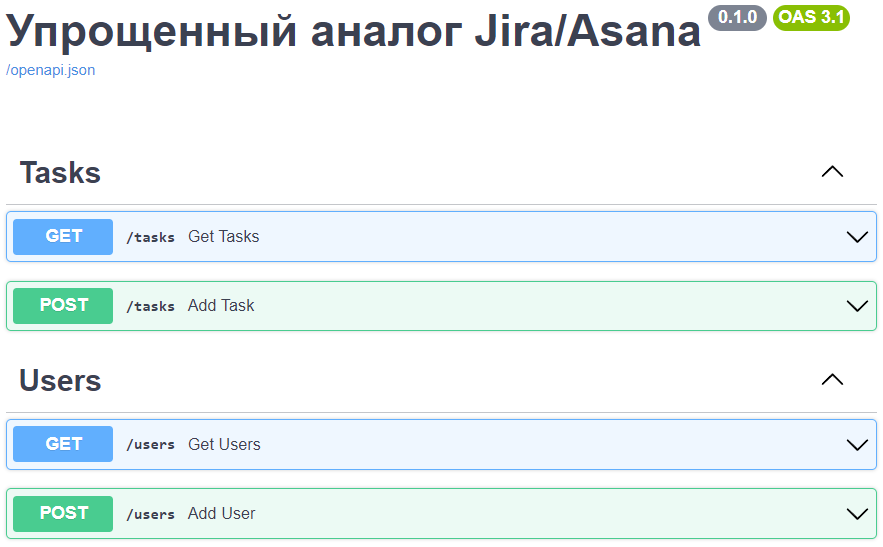 Упрощенный аналог Jira/Asana 0.1.0 OAS 3.1
/openapi.json
Tasks
GET /tasks Get Tasks
POST /tasks Add Task
Users
GET /users Get Users
POST /users Add User